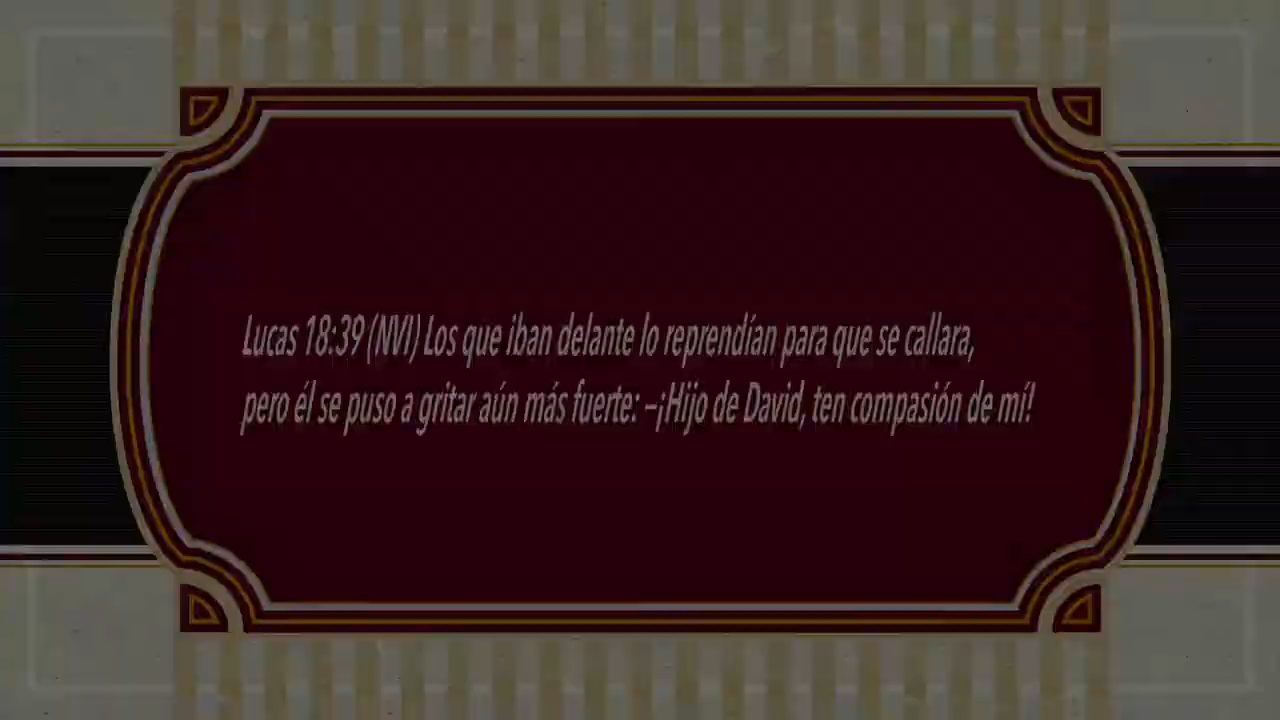 Lucas 18:39 (NVI) Los que iban delante lo reprendían para que se callara,
pero él se puso a gritar aún más fuerte: –¡Hijo de David, ten compasión de mí!